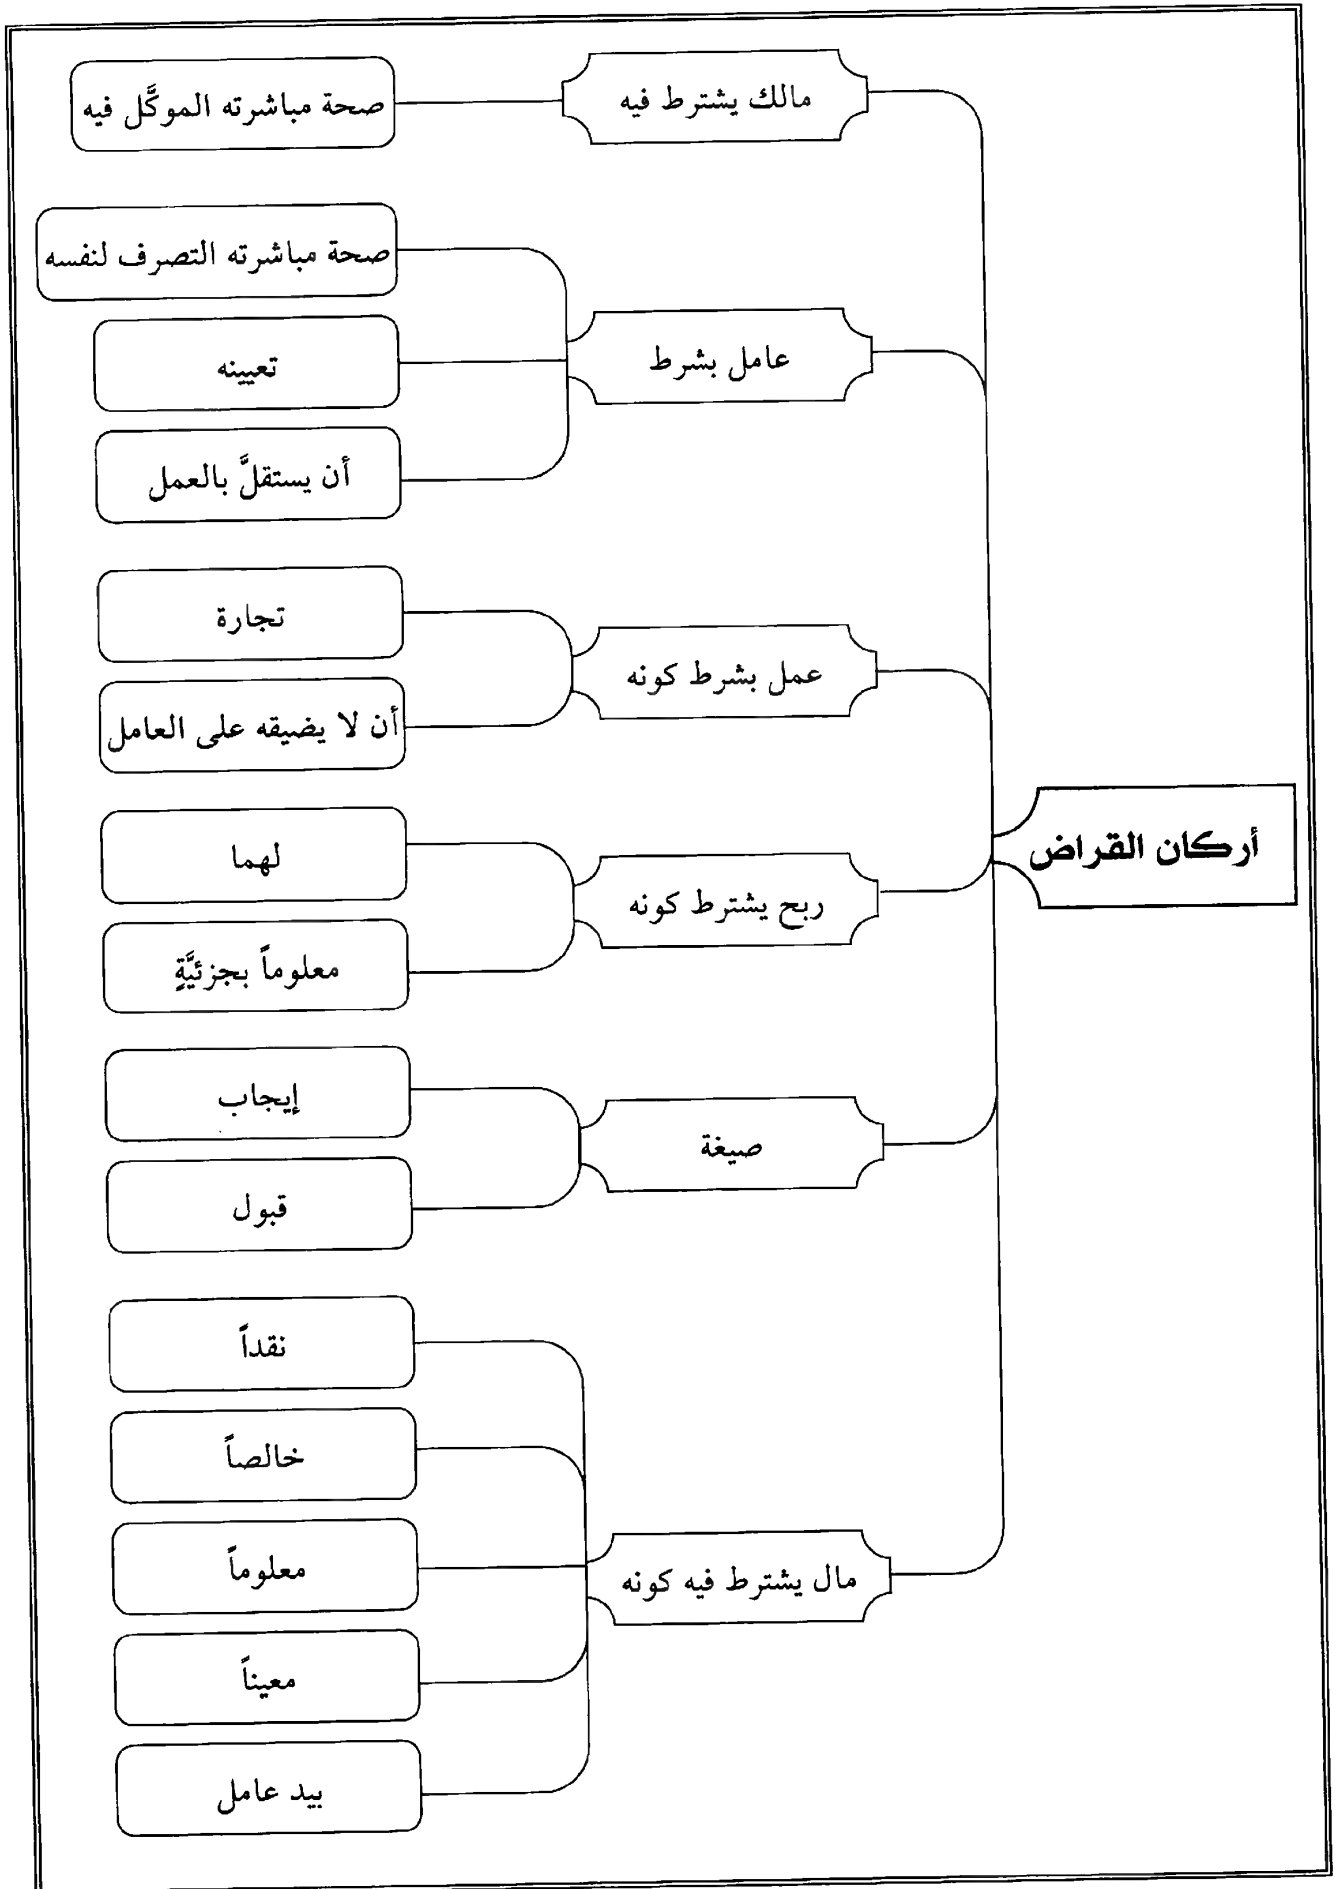 أركان القراض
مالك يشترط فيه
صحة مباشرته الموكَّل فيه
عامل بشرط
صحة مباشرته التصرف لنفسه
تعيينه
أن يستقلَّ بالعمل
عمل بشرط كونه
تجارة
أن لا يضيقه على العامل
ربح يشترط كونه
لهما
معلوماً بجزئيَّةٍ
صيغة
إيجاب
قبول
مال يشترط فيه كونه
نقداً
خالصاً
معلوماً
معيناً
بيد عامل